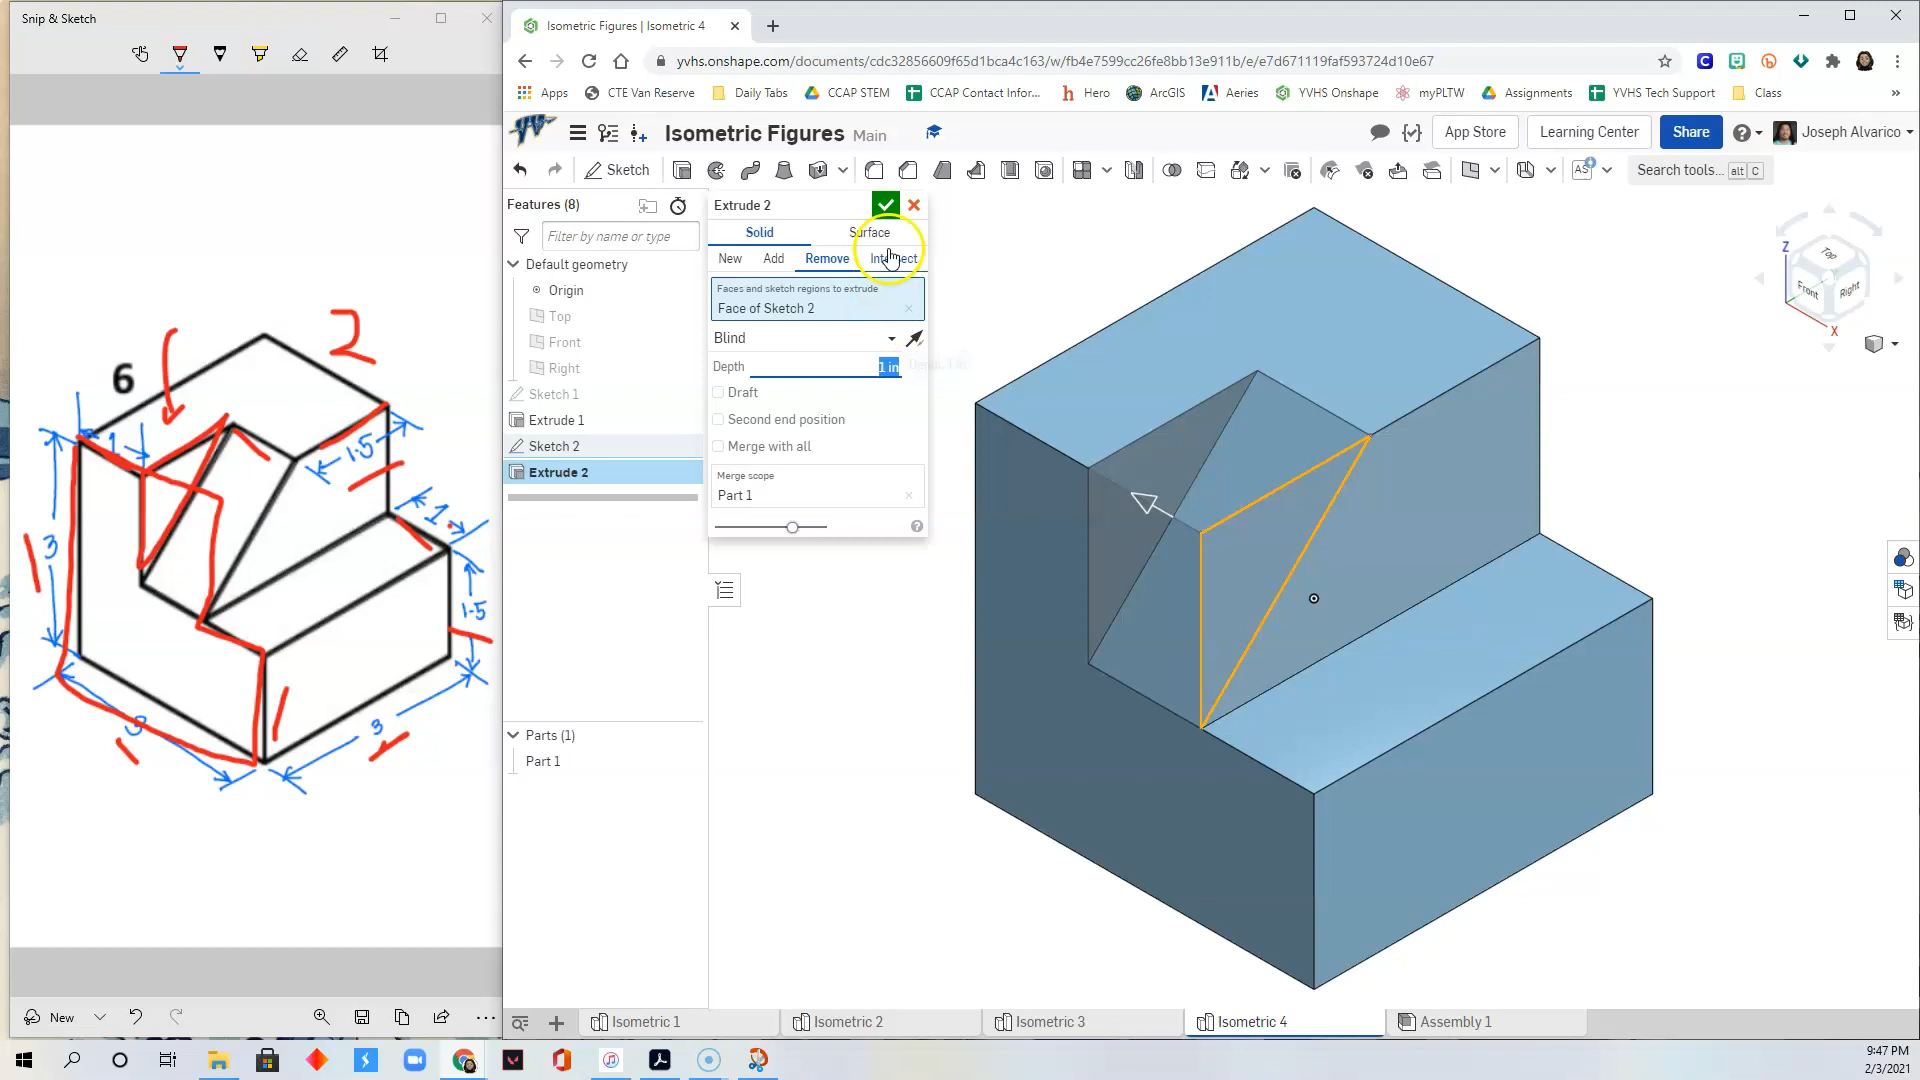 Snip & Sketch
6
2
1
1.5
1.
3
1.5
3
3
New
Isometric Figures | Isometric 4
yvhs.onshape.com/documents/cdc32856609f65d1bca4c163/w/fb4e7599cc26fe8bb13e911b/e/e7d671119faf593724d10e67
Apps
CTE Van Reserve
Daily Tabs
CCAP STEM
CCAP Contact Infor...
Hero
ArcGIS
Aeries
YVHS Onshape
myPLTW
Assignments
YVHS Tech Support
Class
Isometric Figures Main
App Store
Learning Center
Share
Joseph Alvarico
Sketch
Search tools... alt C
Features (8)
Filter by name or type
Default geometry
Origin
Top
Front
Right
Sketch 1
Extrude 1
Sketch 2
Extrude 2
Parts (1)
Part 1
Extrude 2
Solid Surface
New Add Remove Intersect
Faces and sketch regions to extrude
Face of Sketch 2
Blind
Depth 1 in
Depth, 1 in
Draft
Second end position
Merge with all
Merge scope
Part 1
Z
Top
Front
Right
X
Isometric 1
Isometric 2
Isometric 3
Isometric 4
Assembly 1
9:47 PM
2/3/2021